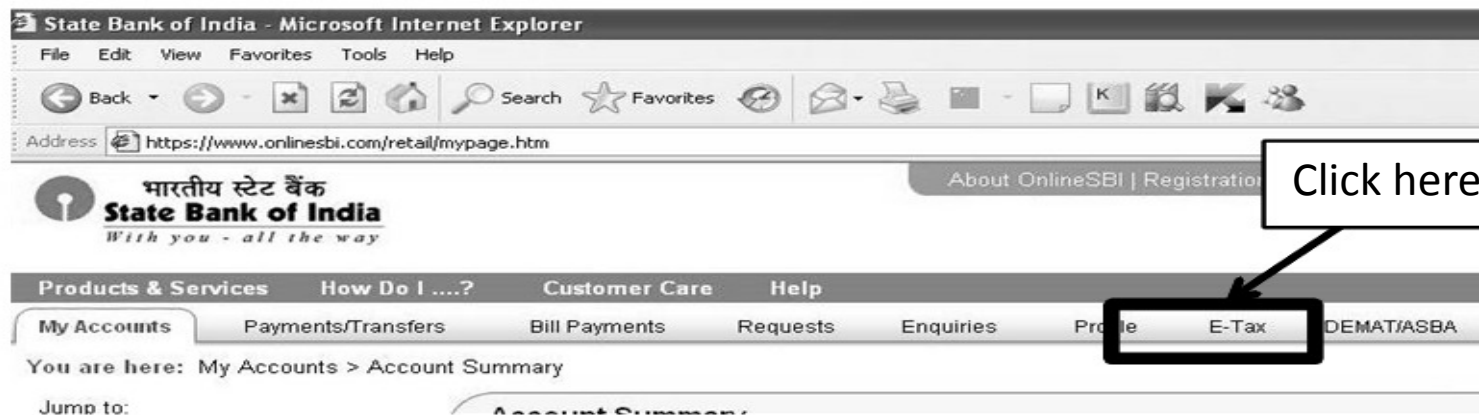 State Bank of India - Microsoft Internet Explorer
File Edit View Favorites Tools Help
Back Search Favorites K
Address https://www.onlinesbi.com/retail/mypage.htm
About OnlineSBI | Registration
Click here
भारतीय स्टेट बैंक
State Bank of India
With you - all the way
Products & Services How Do I ....? Customer Care Help
My Accounts Payments/Transfers Bill Payments Requests Enquiries Profile E-Tax DEMAT/ASBA
You are here: My Accounts > Account Summary
Jump to:
Account Summary